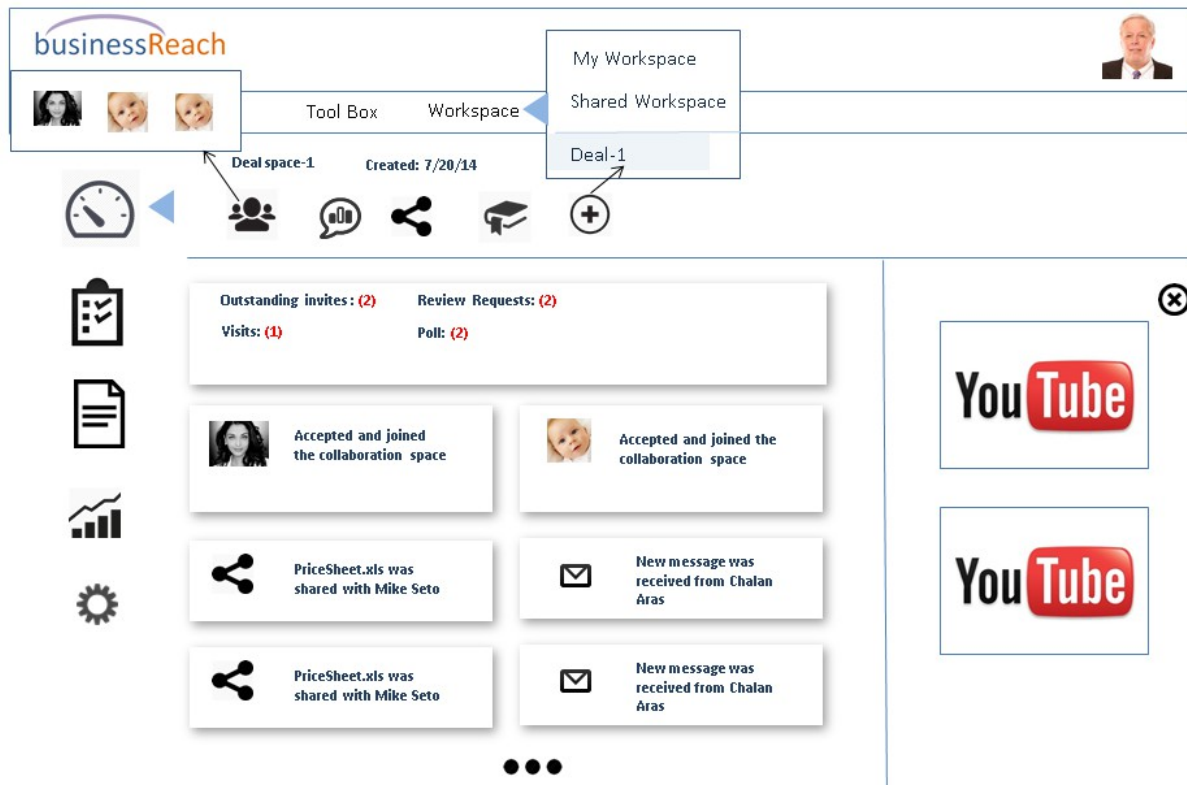 businessReach
My Workspace
Shared Workspace
Tool Box
Workspace
Deal-1
Deal space-1
Created: 7/20/14
Outstanding invites: (2)
Review Requests: (2)
Visits: (1)
Poll: (2)
Accepted and joined
the collaboration space
Accepted and joined the
collaboration space
PriceSheet.xls was
shared with Mike Seto
New message was
received from Chalan
Aras
PriceSheet.xls was
shared with Mike Seto
New message was
received from Chalan
Aras
YouTube
YouTube